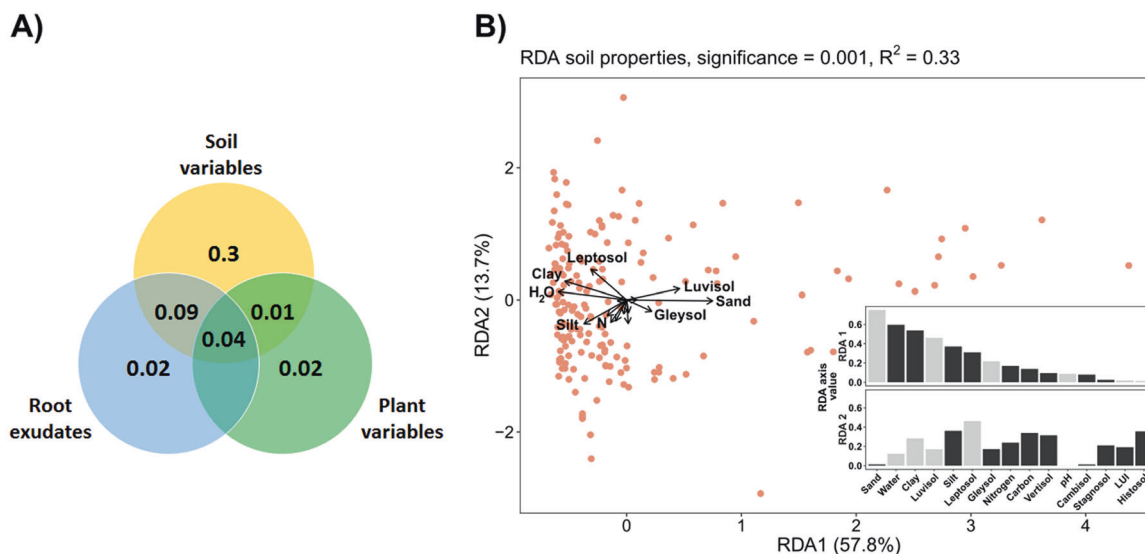 A)
Soil
variables
0.3
0.09
0.01
0.04
0.02
0.02
Root
exudates
Plant
variables
B)
RDA soil properties, significance = 0.001, R² = 0.33
RDA2 (13.7%)
2
0
−2
Leptosol
Clay
H₂O
Silt
N
Luvisol
Sand
Gleysol
RDA axis
value
RDA 1
0.6
0.4
0.2
0.0
RDA 2
0.6
0.4
0.2
0.0
Sand
Water
Clay
Luvisol
Silt
Leptosol
Gleysol
Nitrogen
Carbon
Vertisol
pH
Cambisol
Stagnosol
LUI
Histosol
0
1
2
3
4
RDA1 (57.8%)